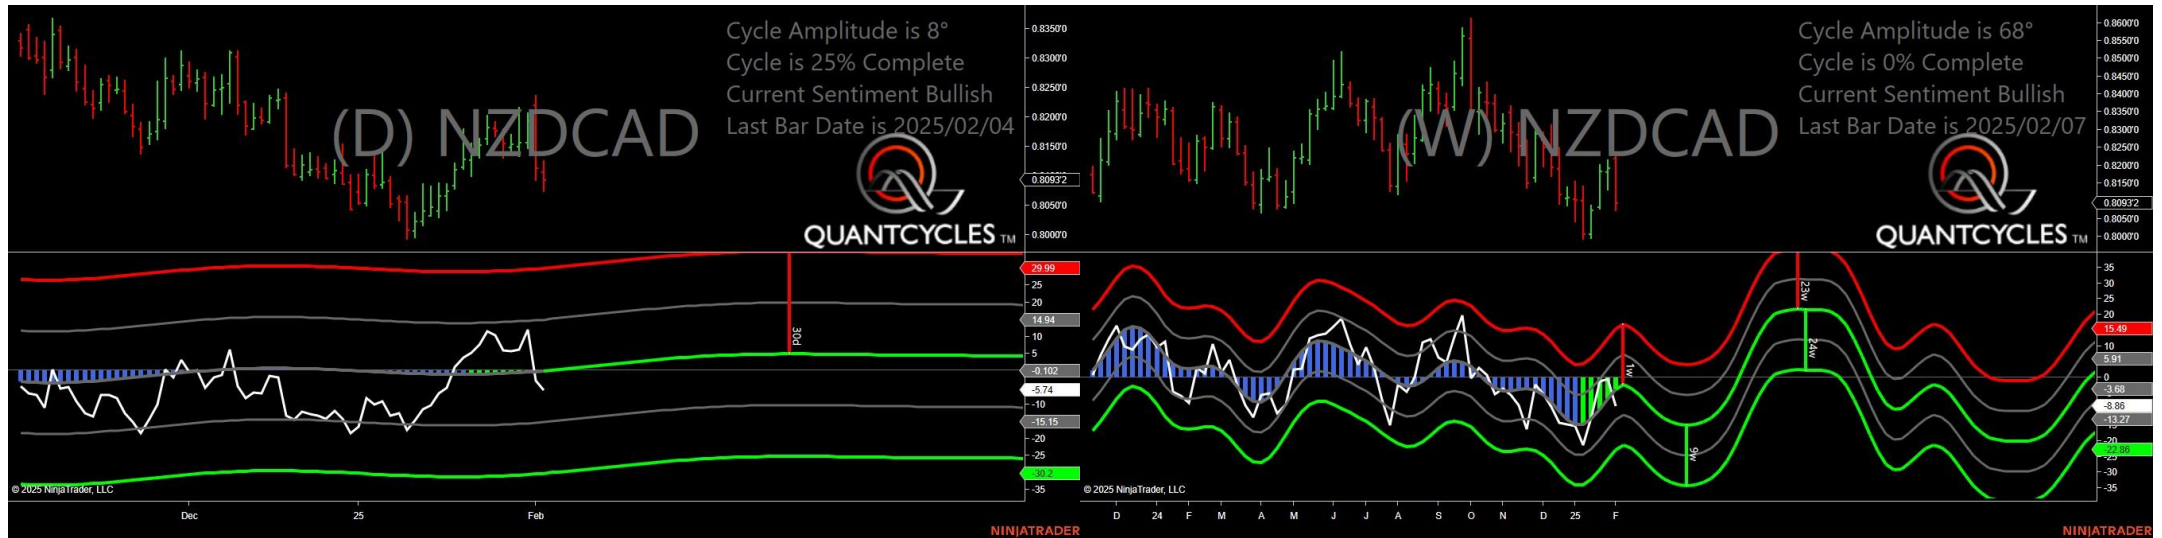 Cycle Amplitude is 8°
Cycle is 25% Complete
Current Sentiment Bullish
Last Bar Date is 2025/02/04
(D) NZDCAD
QUANTCYCLES TM
0.8350'0
0.8300'0
0.8250'0
0.8200'0
0.8150'0
0.8093'2
0.8050'0
0.8000'0
29.99
25
20
14.94
10
5
-0.102
-5.74
-10
-15.15
-20
-25
-30.2
-35
30d
© 2025 NinjaTrader, LLC
Dec
25
Feb
NINJATRADER
Cycle Amplitude is 68°
Cycle is 0% Complete
Current Sentiment Bullish
Last Bar Date is 2025/02/07
(W) NZDCAD
QUANTCYCLES TM
0.8600'0
0.8550'0
0.8500'0
0.8450'0
0.8400'0
0.8350'0
0.8300'0
0.8250'0
0.8200'0
0.8150'0
0.8093'2
0.8050'0
0.8000'0
35
30
25
20
15.49
10
5.91
0
-3.68
-8.86
-13.27
-20
-22.86
-30
-35
1w
9w
23w
24w
© 2025 NinjaTrader, LLC
D 24 F M A M J J A S O N D 25 F
NINJATRADER